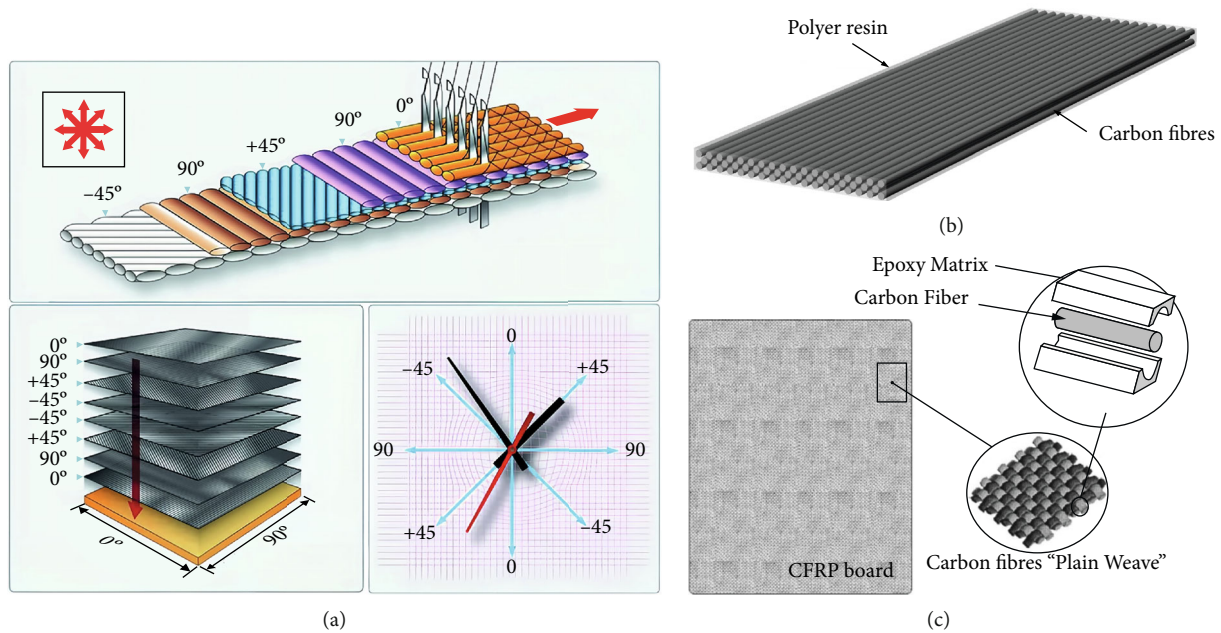 –45º
90º
+45º
90º
0º
0º
90º
+45º
–45º
–45º
+45º
90º
0º
0º
90º
0
–45
+45
90
90
+45
–45
0
(a)
Polyer resin
Carbon fibres
(b)
Epoxy Matrix
Carbon Fiber
CFRP board
Carbon fibres “Plain Weave”
(c)